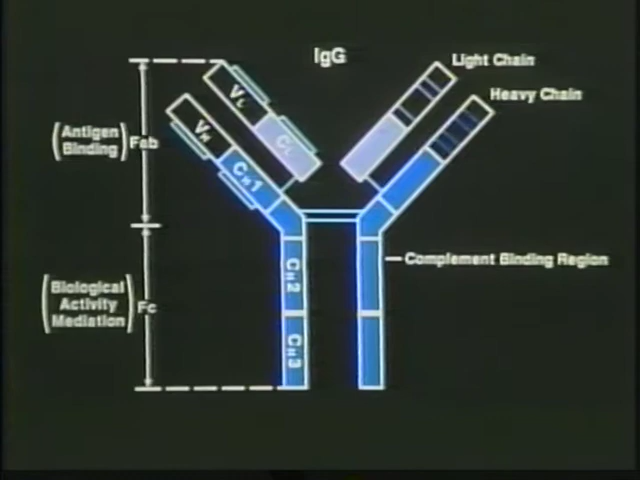 IgG
Light Chain
Heavy Chain
(Antigen
Binding)
Fab
VL
CL
VH
CH1
CH2
CH3
Complement Binding Region
(Biological
Activity
Mediation)
Fc